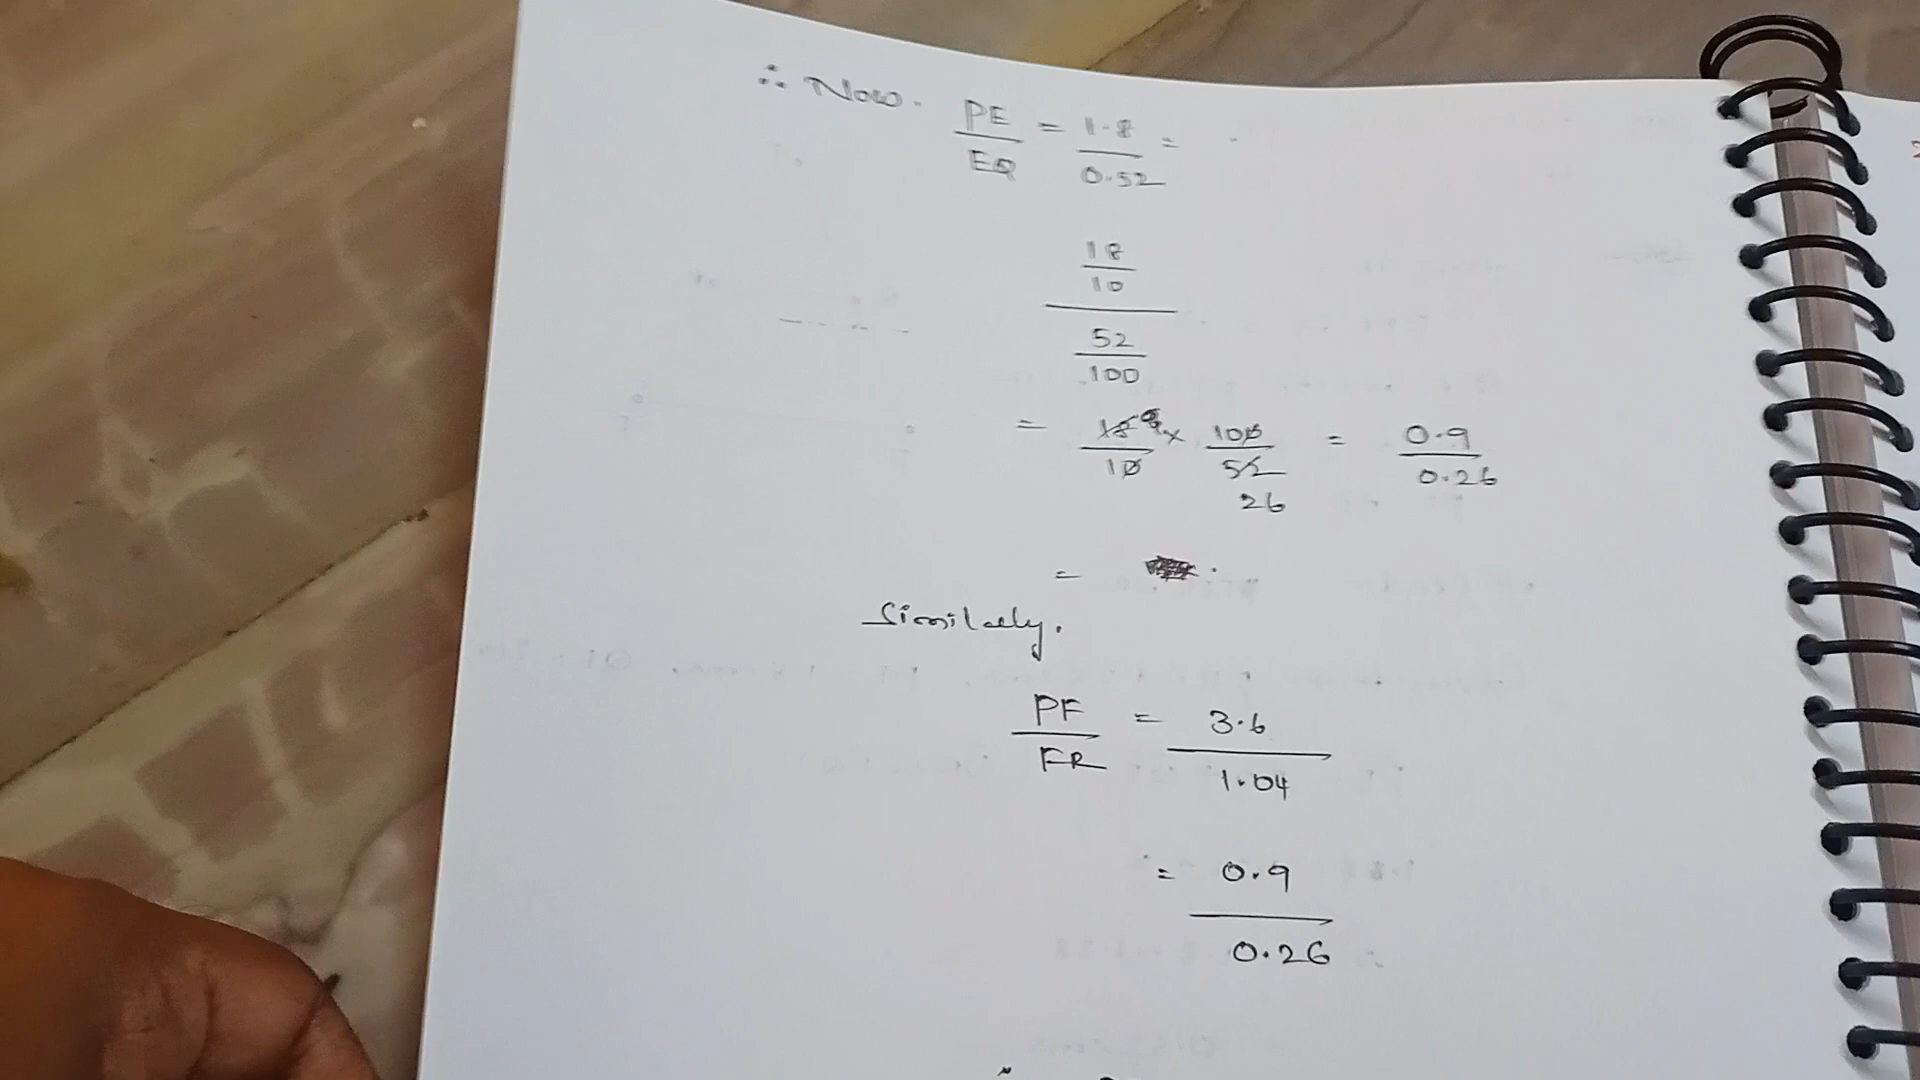 ∴ Now. PE/EQ = 1.8/0.52 =
18/10
52/100
= 18 9/10 x 100/52 26 = 0.9/0.26
=
Similarly.
PF/FR = 3.6/1.04
= 0.9/0.26